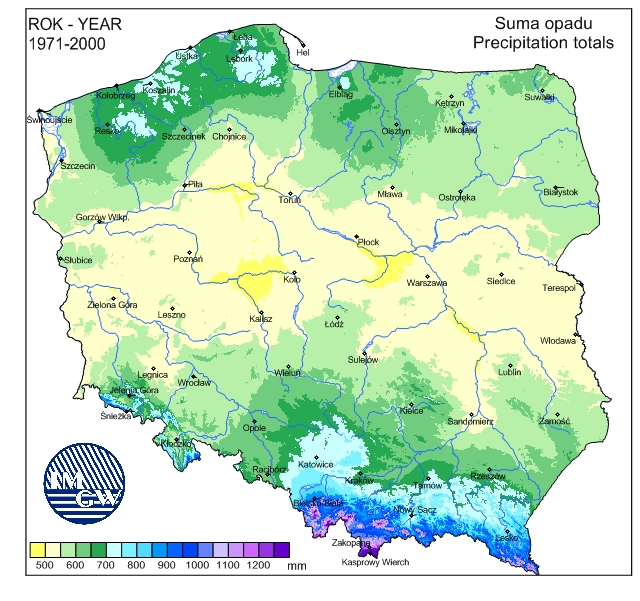 ROK - YEAR
1971-2000
Suma opadu
Precipitation totals
Łeba
Hel
Ustka
Lębork
Koszalin
Kołobrzeg
Elbląg
Kętrzyn
Suwałki
Świnoujście
Resko
Szczecinek
Chojnice
Olsztyn
Mikołajki
Szczecin
Piła
Toruń
Mława
Ostrołęka
Białystok
Gorzów Wlkp.
Płock
Słubice
Poznań
Koło
Warszawa
Siedlce
Terespol
Zielona Góra
Leszno
Kalisz
Łódź
Włodawa
Sulejów
Legnica
Wrocław
Wieluń
Lublin
Jelenia Góra
Śnieżka
Opole
Kielce
Sandomierz
Zamość
Kłodzko
Racibórz
Katowice
Kraków
Tarnów
Rzeszów
Bielsko-Biała
Nowy Sącz
Lesko
Zakopane
Kasprowy Wierch
IM
GW
500 600 700 800 900 1000 1100 1200 mm